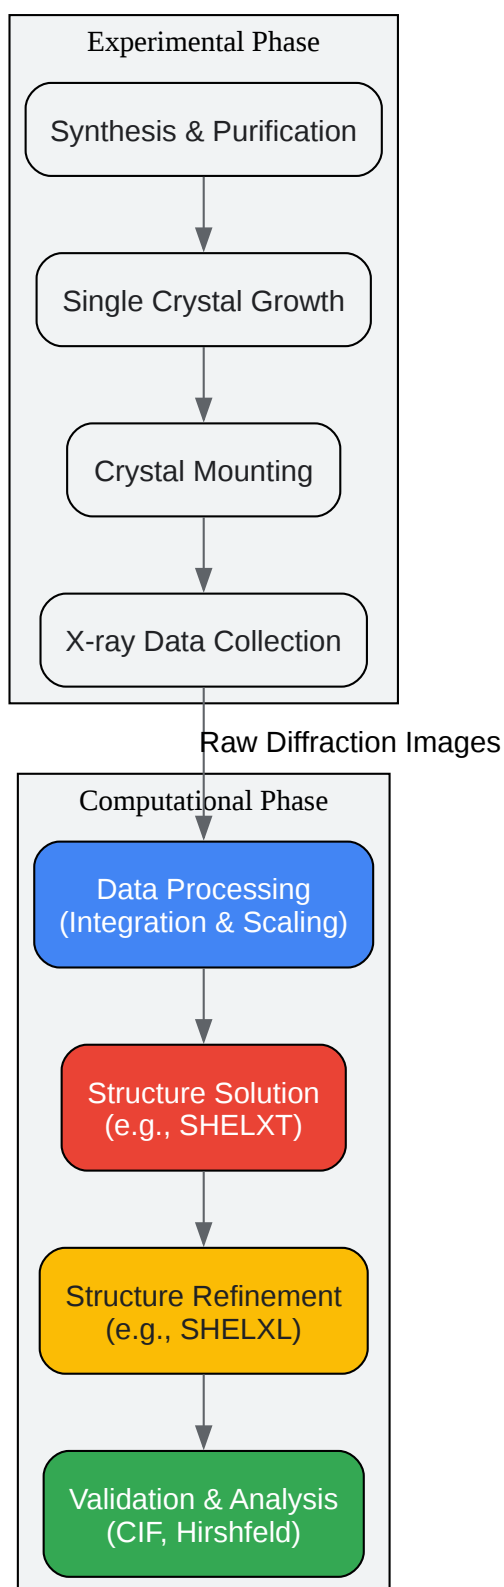 Experimental Phase
Synthesis & Purification
Single Crystal Growth
Crystal Mounting
X-ray Data Collection
Raw Diffraction Images
Computational Phase
Data Processing
(Integration & Scaling)
Structure Solution
(e.g., SHELXT)
Structure Refinement
(e.g., SHELXL)
Validation & Analysis
(CIF, Hirshfeld)